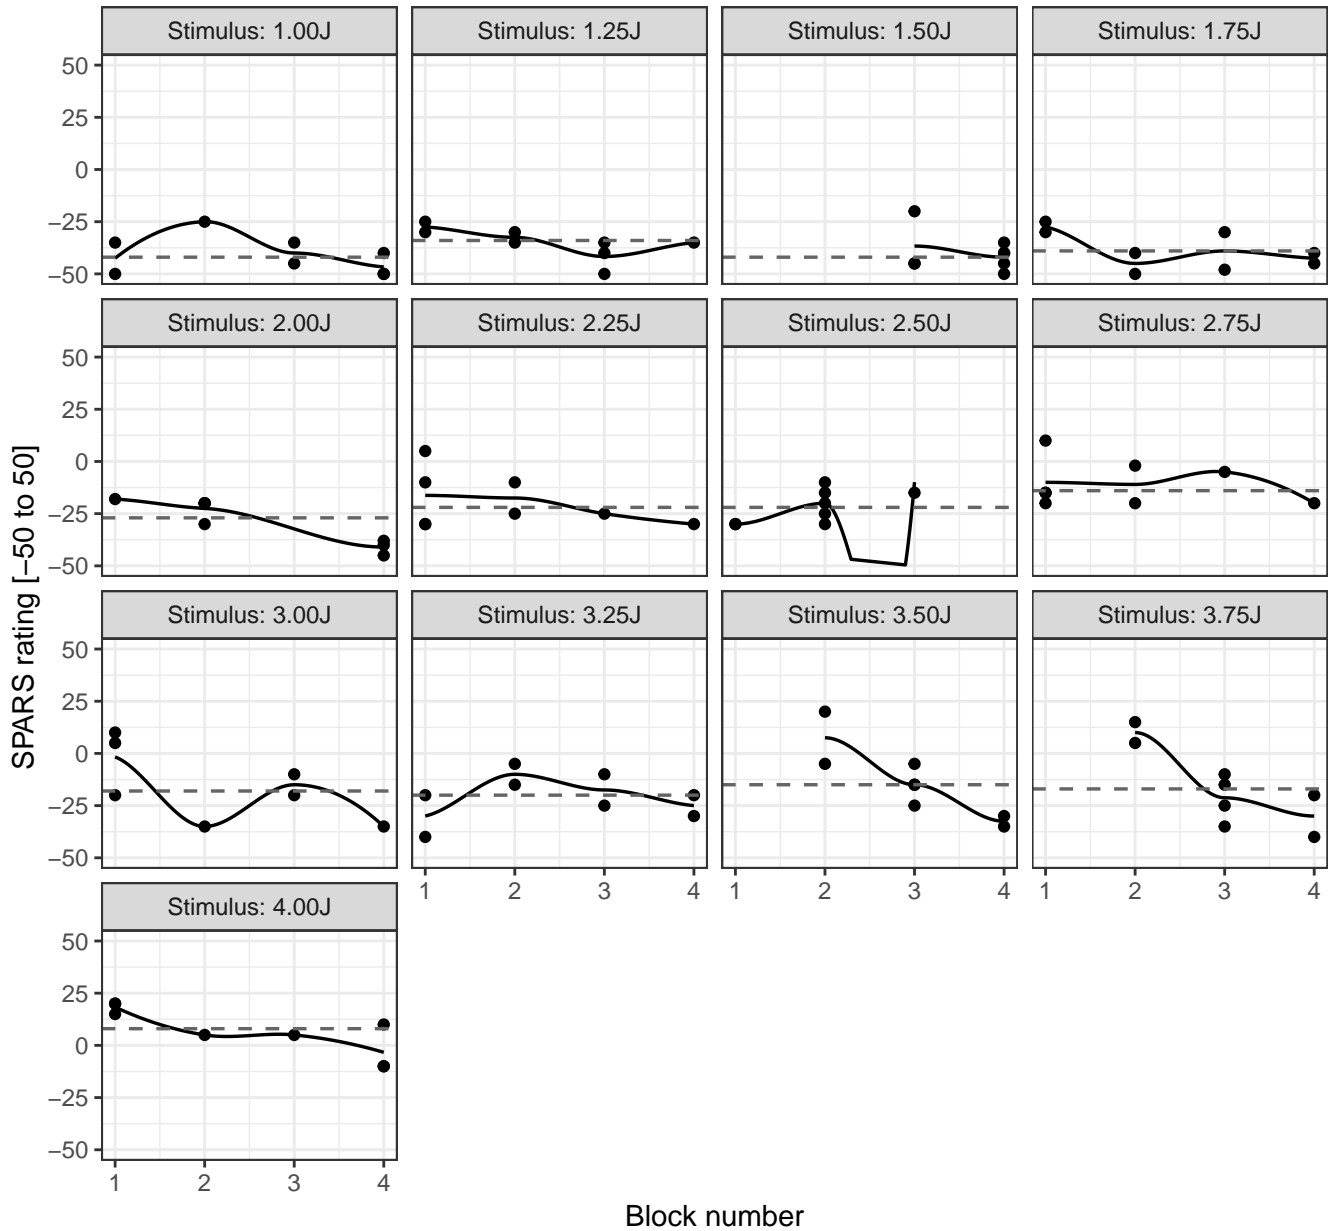 Stimulus: 1.00J
Stimulus: 1.25J
Stimulus: 1.50J
Stimulus: 1.75J
50
25
0
−25
−50
Stimulus: 2.00J
Stimulus: 2.25J
Stimulus: 2.50J
Stimulus: 2.75J
50
25
0
−25
−50
Stimulus: 3.00J
Stimulus: 3.25J
Stimulus: 3.50J
Stimulus: 3.75J
50
25
0
−25
−50
1 2 3 4
1 2 3 4
1 2 3 4
Stimulus: 4.00J
50
25
0
−25
−50
1 2 3 4
SPARS rating [−50 to 50]
Block number